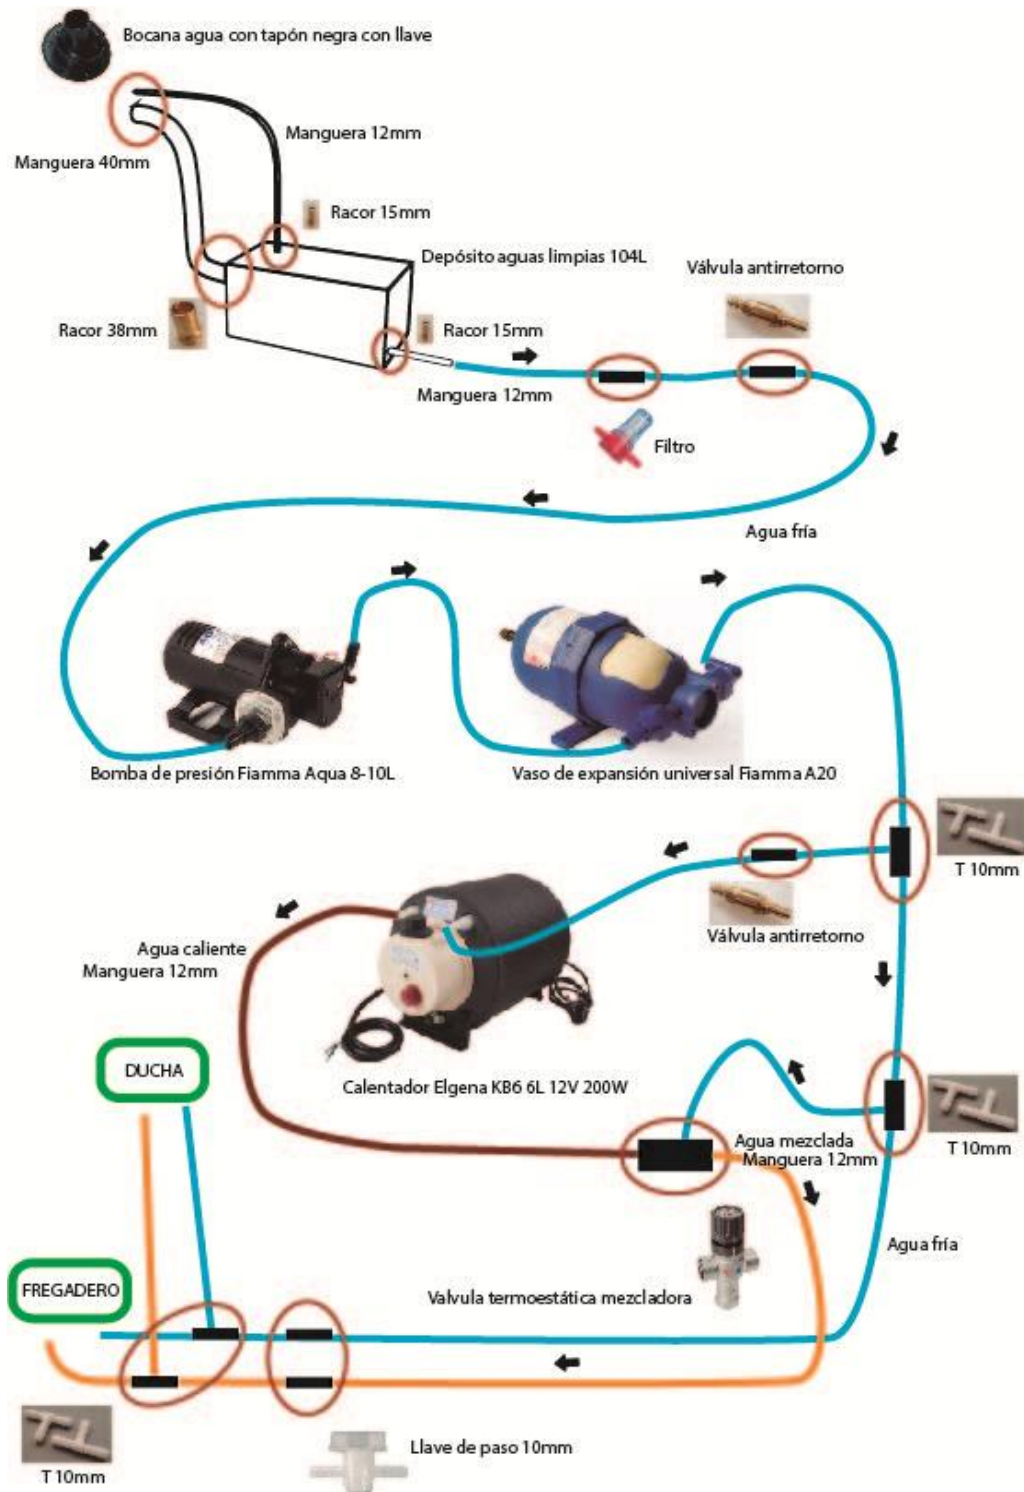 Bocana agua con tapón negra con llave
Manguera 12mm
Manguera 40mm
Racor 15mm
Depósito aguas limpias 104L
Válvula antirretorno
Racor 38mm
Racor 15mm
Manguera 12mm
Filtro
Agua fría
Bomba de presión Fiamma Aqua 8-10L
Vaso de expansión universal Fiamma A20
T 10mm
Válvula antirretorno
Agua caliente
Manguera 12mm
DUCHA
Calentador Elgena KB6 6L 12V 200W
Agua mezclada
Manguera 12mm
T 10mm
Agua fría
FREGADERO
Valvula termoestática mezcladora
Llave de paso 10mm
T 10mm